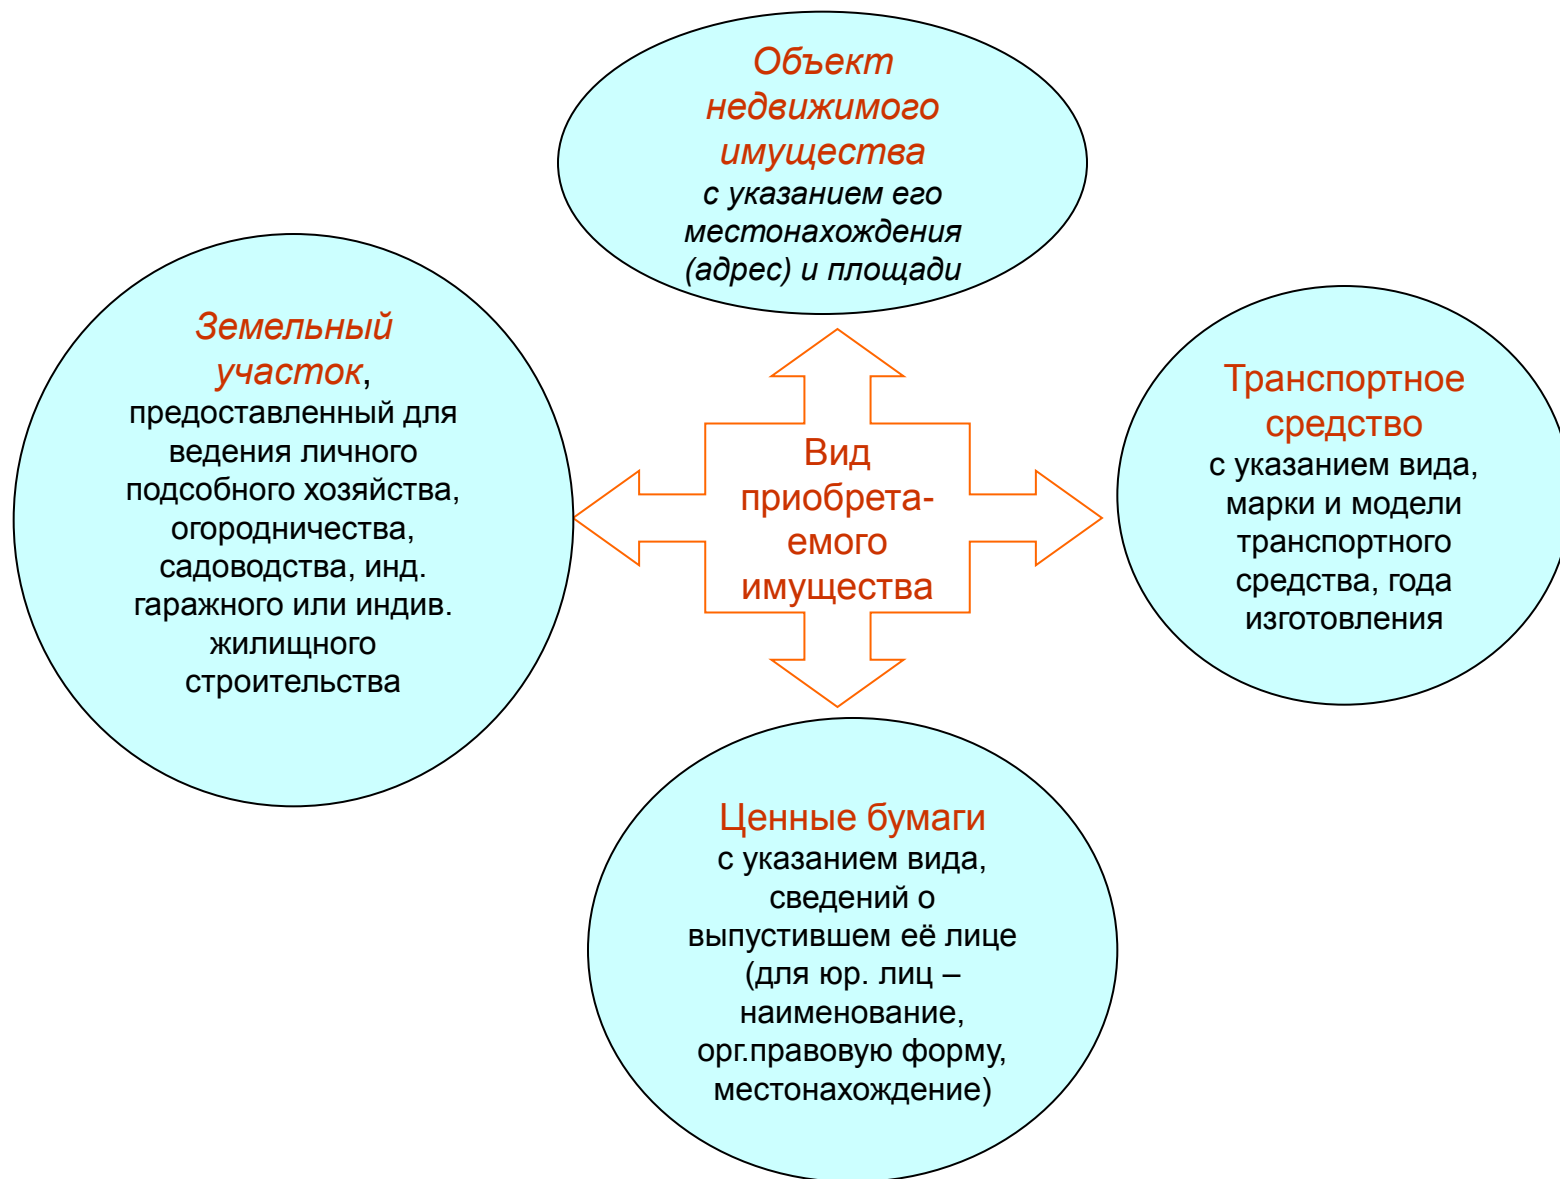 Объект
недвижимого
имущества
с указанием его
местонахождения
(адрес) и площади
Земельный
участок,
предоставленный для
ведения личного
подсобного хозяйства,
огородничества,
садоводства, инд.
гаражного или индив.
жилищного
строительства
Вид
приобрета-
емого
имущества
Транспортное
средство
с указанием вида,
марки и модели
транспортного
средства, года
изготовления
Ценные бумаги
с указанием вида,
сведений о
выпустившем её лице
(для юр. лиц –
наименование,
орг.правовую форму,
местонахождение)